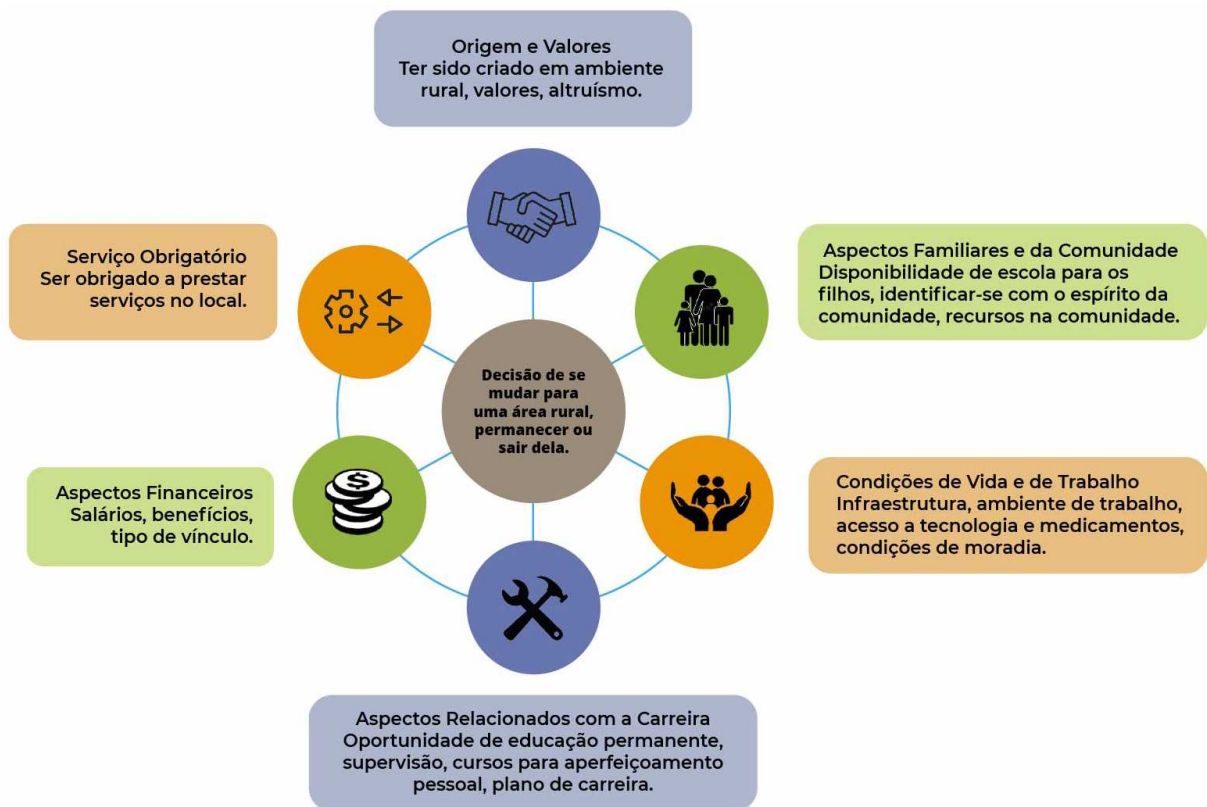 Origem e Valores
Ter sido criado em ambiente
rural, valores, altruísmo.
Serviço Obrigatório
Ser obrigado a prestar
serviços no local.
Aspectos Familiares e da Comunidade
Disponibilidade de escola para os
filhos, identificar-se com o espírito da
comunidade, recursos na comunidade.
Decisão de se
mudar para
uma área rural,
permanecer ou
sair dela.
Aspectos Financeiros
Salários, benefícios,
tipo de vínculo.
$
Condições de Vida e de Trabalho
Infraestrutura, ambiente de trabalho,
acesso a tecnologia e medicamentos,
condições de moradia.
Aspectos Relacionados com a Carreira
Oportunidade de educação permanente,
supervisão, cursos para aperfeiçoamento
pessoal, plano de carreira.